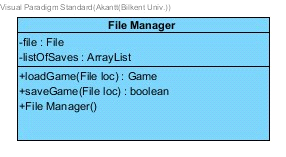 Visual Paradigm Standard(Akanti(Bilkent Univ.))
File Manager
-file : File
-listOfSaves : ArrayList
+loadGame(File loc) : Game
+saveGame(File loc) : boolean
+File Manager()